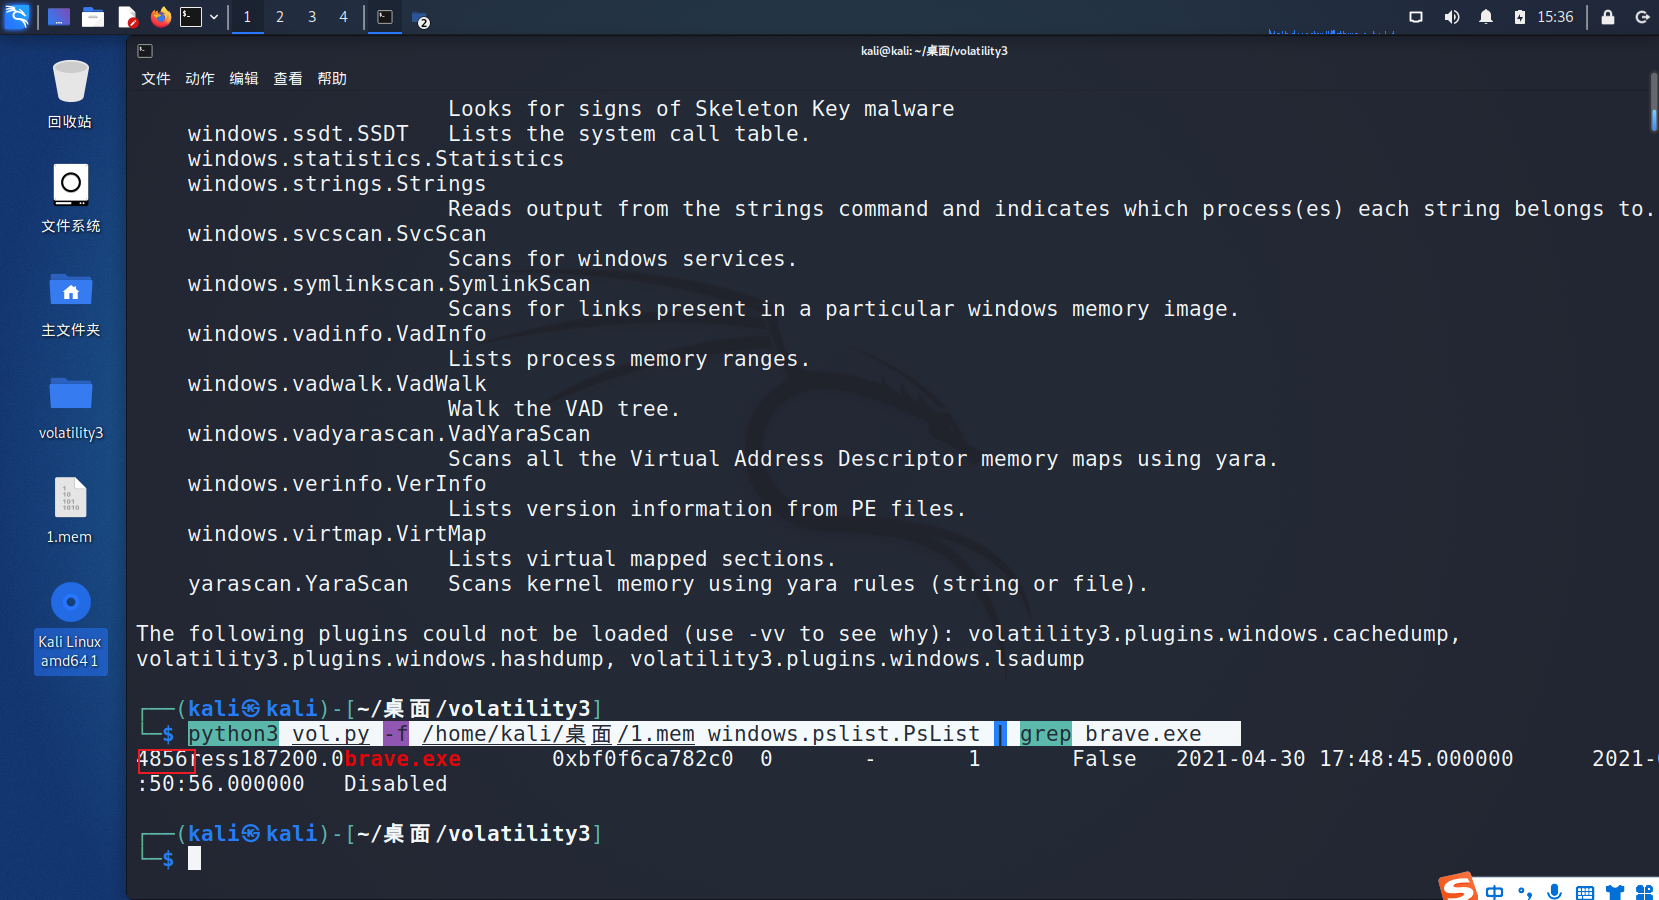 1 2 3 4 2 15:36
kali@kali: ~/桌面/volatility3
文件 动作 编辑 查看 帮助
回收站
文件系统
主文件夹
volatility3
1.mem
Kali Linux
amd64 1
Looks for signs of Skeleton Key malware
windows.ssdt.SSDT Lists the system call table.
windows.statistics.Statistics
windows.strings.Strings
Reads output from the strings command and indicates which process(es) each string belongs to.
windows.svcscan.SvcScan
Scans for windows services.
windows.symlinkscan.SymlinkScan
Scans for links present in a particular windows memory image.
windows.vadinfo.VadInfo
Lists process memory ranges.
windows.vadwalk.VadWalk
Walk the VAD tree.
windows.vadyarascan.VadYaraScan
Scans all the Virtual Address Descriptor memory maps using yara.
windows.verinfo.VerInfo
Lists version information from PE files.
windows.virtmap.VirtMap
Lists virtual mapped sections.
yarascan.YaraScan Scans kernel memory using yara rules (string or file).
The following plugins could not be loaded (use -vv to see why): volatility3.plugins.windows.cachedump,
volatility3.plugins.windows.hashdump, volatility3.plugins.windows.lsadump
┌──(kali㉿kali)-[~/桌面/volatility3]
└─$ python3 vol.py -f /home/kali/桌面/1.mem windows.pslist.PsList | grep brave.exe
4856ress187200.0brave.exe 0xbf0f6ca782c0 0 - 1 False 2021-04-30 17:48:45.000000 2021-
:50:56.000000 Disabled
┌──(kali㉿kali)-[~/桌面/volatility3]
└─$
中